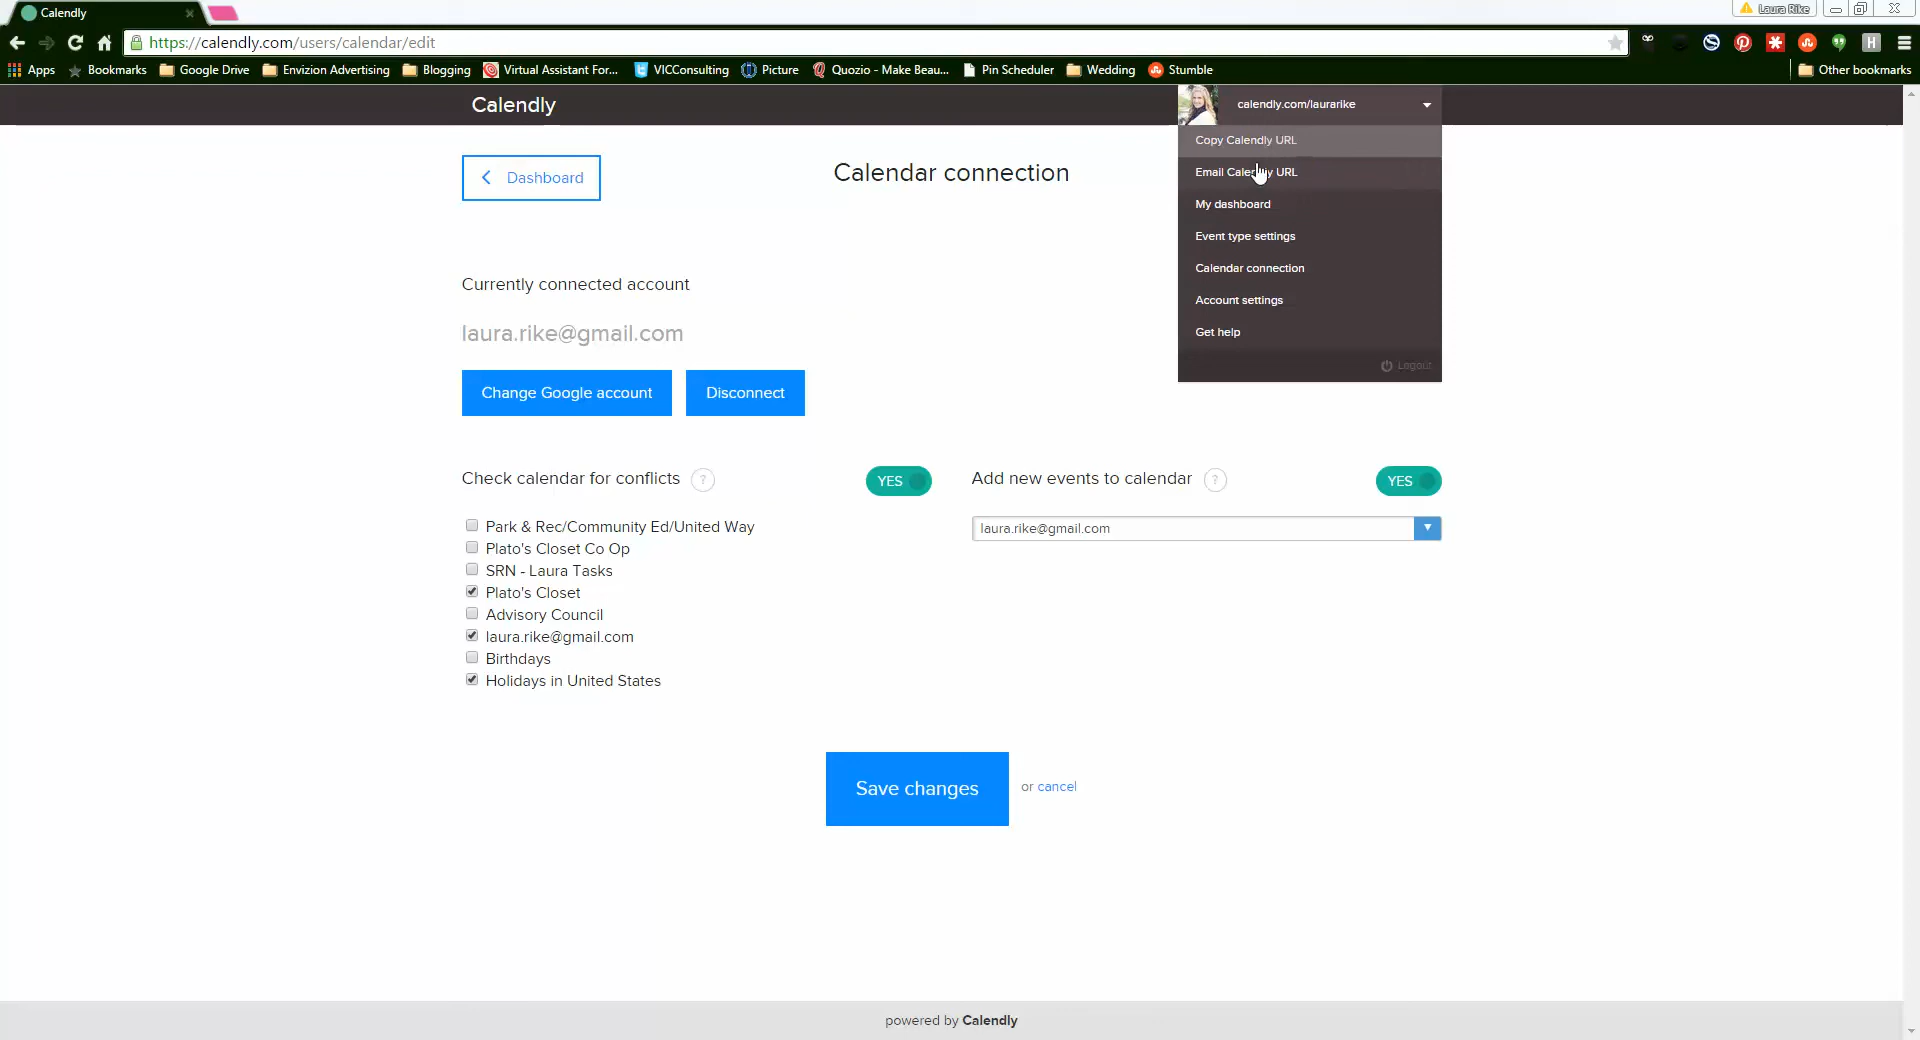 Calendly
Laura Rike
https://calendly.com/users/calendar/edit
Apps Bookmarks Google Drive Envizion Advertising Blogging Virtual Assistant For... VICConsulting Picture Quozio - Make Beau... Pin Scheduler Wedding Stumble Other bookmarks
Calendly
calendly.com/laurarike
Copy Calendly URL
Email Calendly URL
My dashboard
Event type settings
Calendar connection
Account settings
Get help
Logout
Dashboard
Calendar connection
Currently connected account
laura.rike@gmail.com
Change Google account Disconnect
Check calendar for conflicts ? YES
Park & Rec/Community Ed/United Way
Plato's Closet Co Op
SRN - Laura Tasks
Plato's Closet
Advisory Council
laura.rike@gmail.com
Birthdays
Holidays in United States
Add new events to calendar ? YES
laura.rike@gmail.com
Save changes or cancel
powered by Calendly